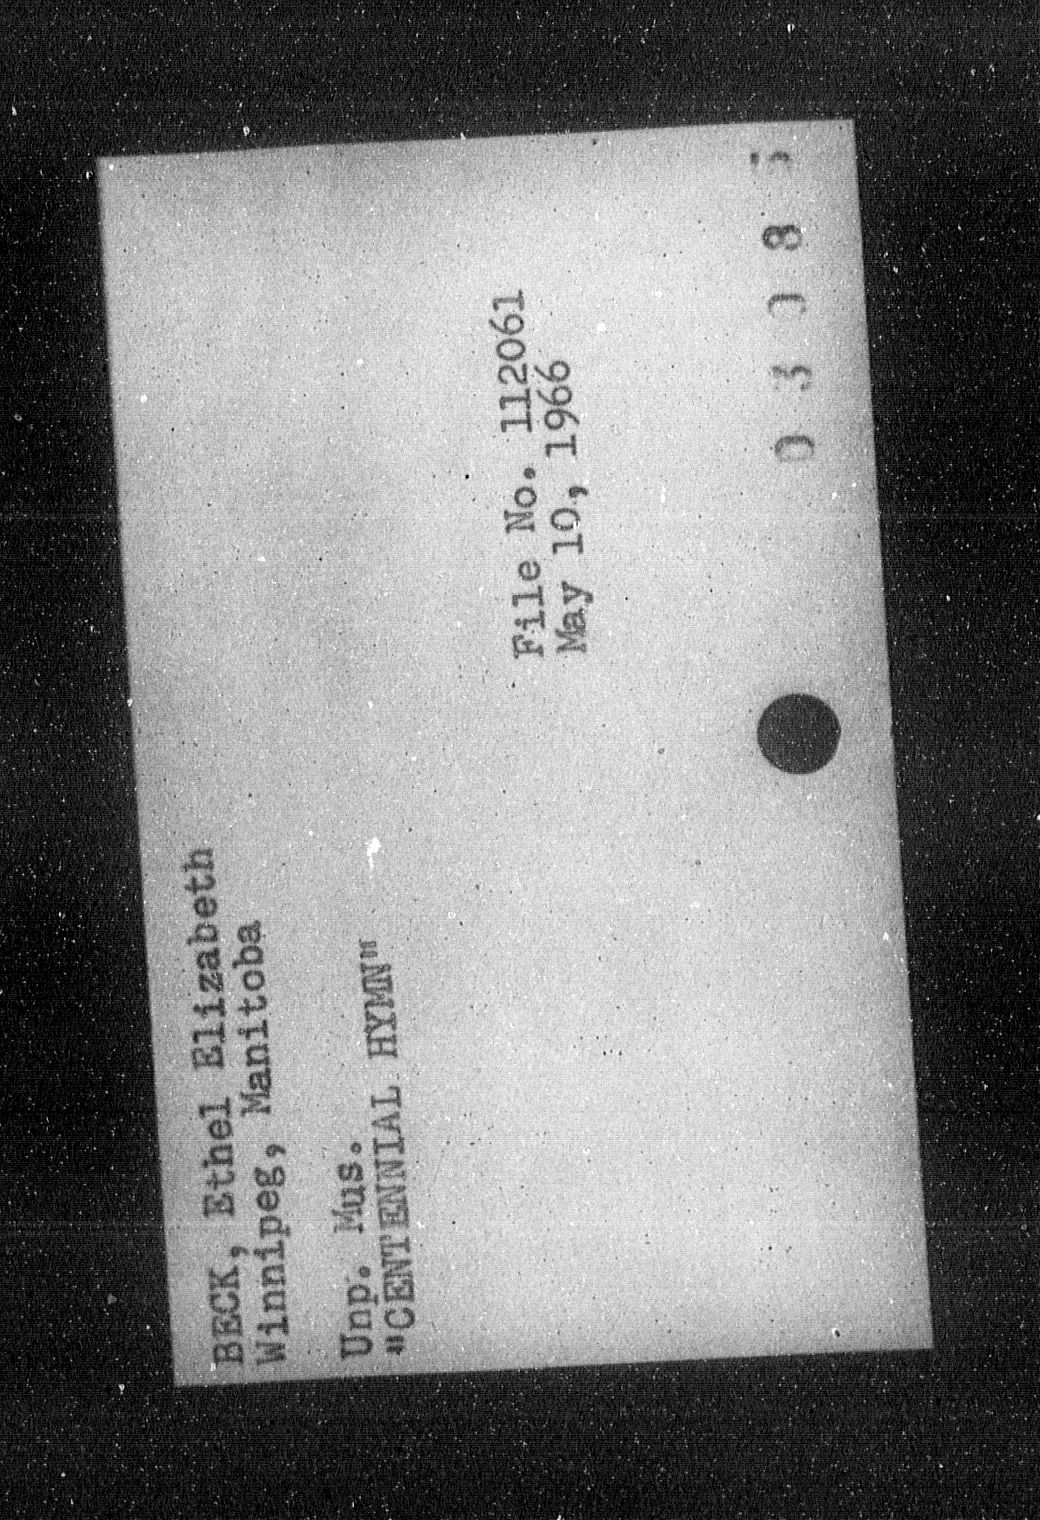 BECK, Ethel Elizabeth
Winnipeg, Manitoba
Unp. Mus.
"CENTENNIAL HYMN"
File No. 112061
May 10, 1966
0 3 0 8 5